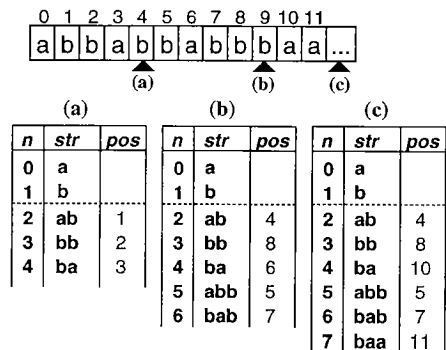 0 1 2 3 4 5 6 7 8 9 10 11
a b b a b b a b b b a a ...
(a) (b) (c)
(a)
n str pos
0 a
1 b
2 ab 1
3 bb 2
4 ba 3
(b)
n str pos
0 a
1 b
2 ab 4
3 bb 8
4 ba 6
5 abb 5
6 bab 7
(c)
n str pos
0 a
1 b
2 ab 4
3 bb 8
4 ba 10
5 abb 5
6 bab 7
7 baa 11